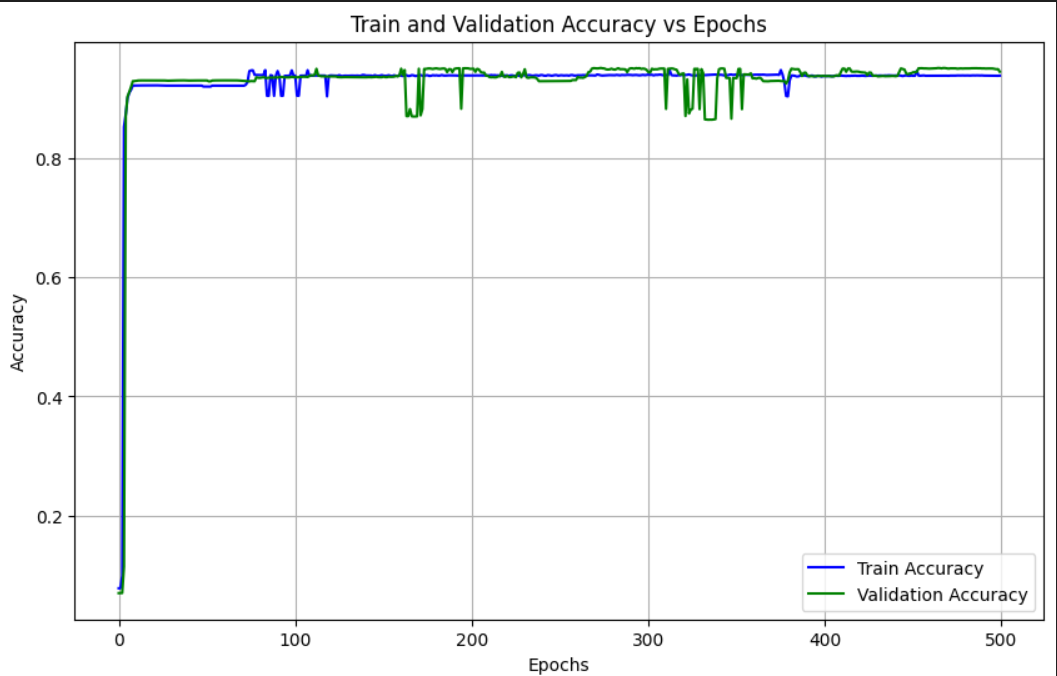 Train and Validation Accuracy vs Epochs
Accuracy
0.8
0.6
0.4
0.2
0 100 200 300 400 500
Epochs
Train Accuracy
Validation Accuracy